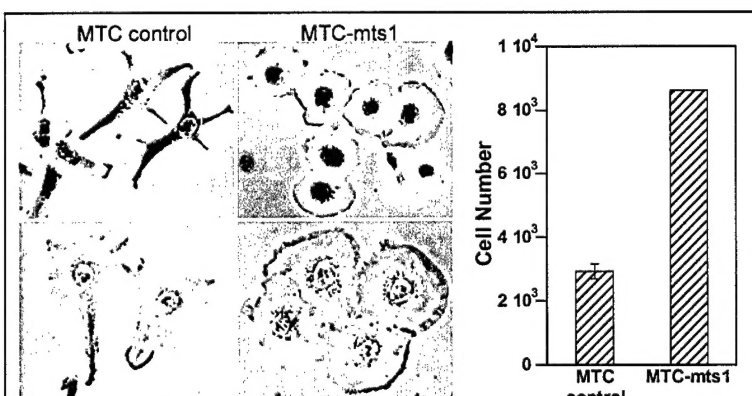 MTC control MTC-mts1
1 10⁴
8 10³
6 10³
4 10³
2 10³
0
Cell Number
MTC MTC-mts1
control